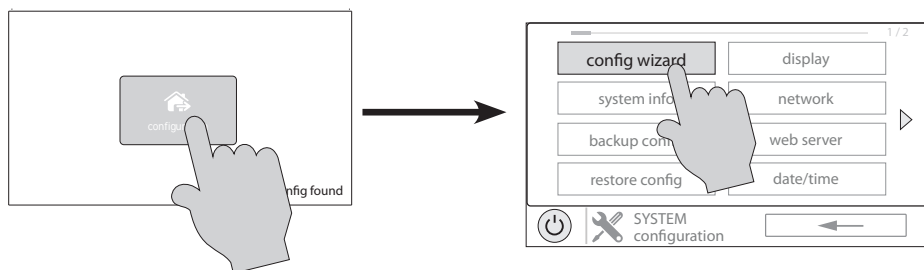 nfig found
1 / 2
config wizard
display
system info
network
backup con
web server
restore config
date/time
SYSTEM
configuration